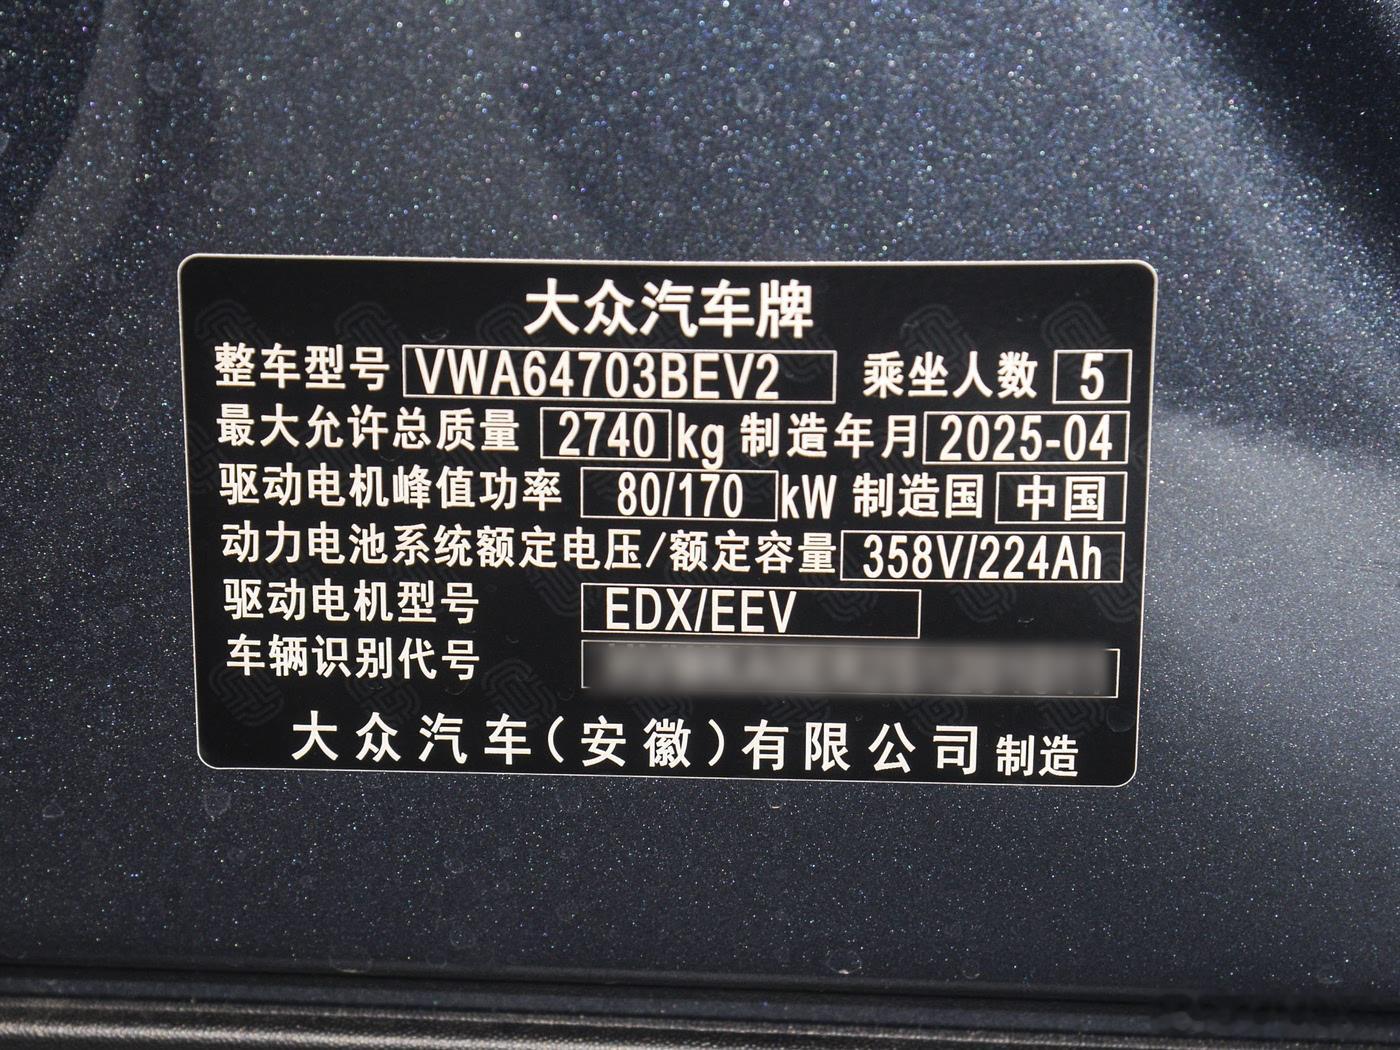 大众汽车牌
整车型号 VWA64703BEV2 乘坐人数 5
最大允许总质量 2740 kg 制造年月 2025-04
驱动电机峰值功率 80/170 kW 制造国 中国
动力电池系统额定电压/额定容量 358V/224Ah
驱动电机型号 EDX/EEV
车辆识别代号
大众汽车(安徽)有限公司制造